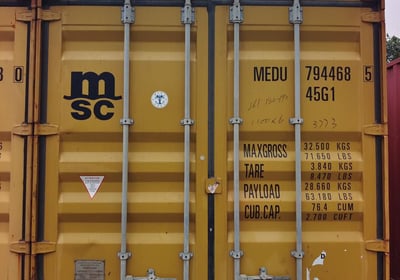 0
msc
MEDU 794468 5
45G1
3773
MAXGROSS 32.500 KGS
71.650 LBS
TARE 3.840 KGS
8.470 LBS
PAYLOAD 28.660 KGS
63.180 LBS
CUB.CAP. 76.4 CUM
2.700 CUFT